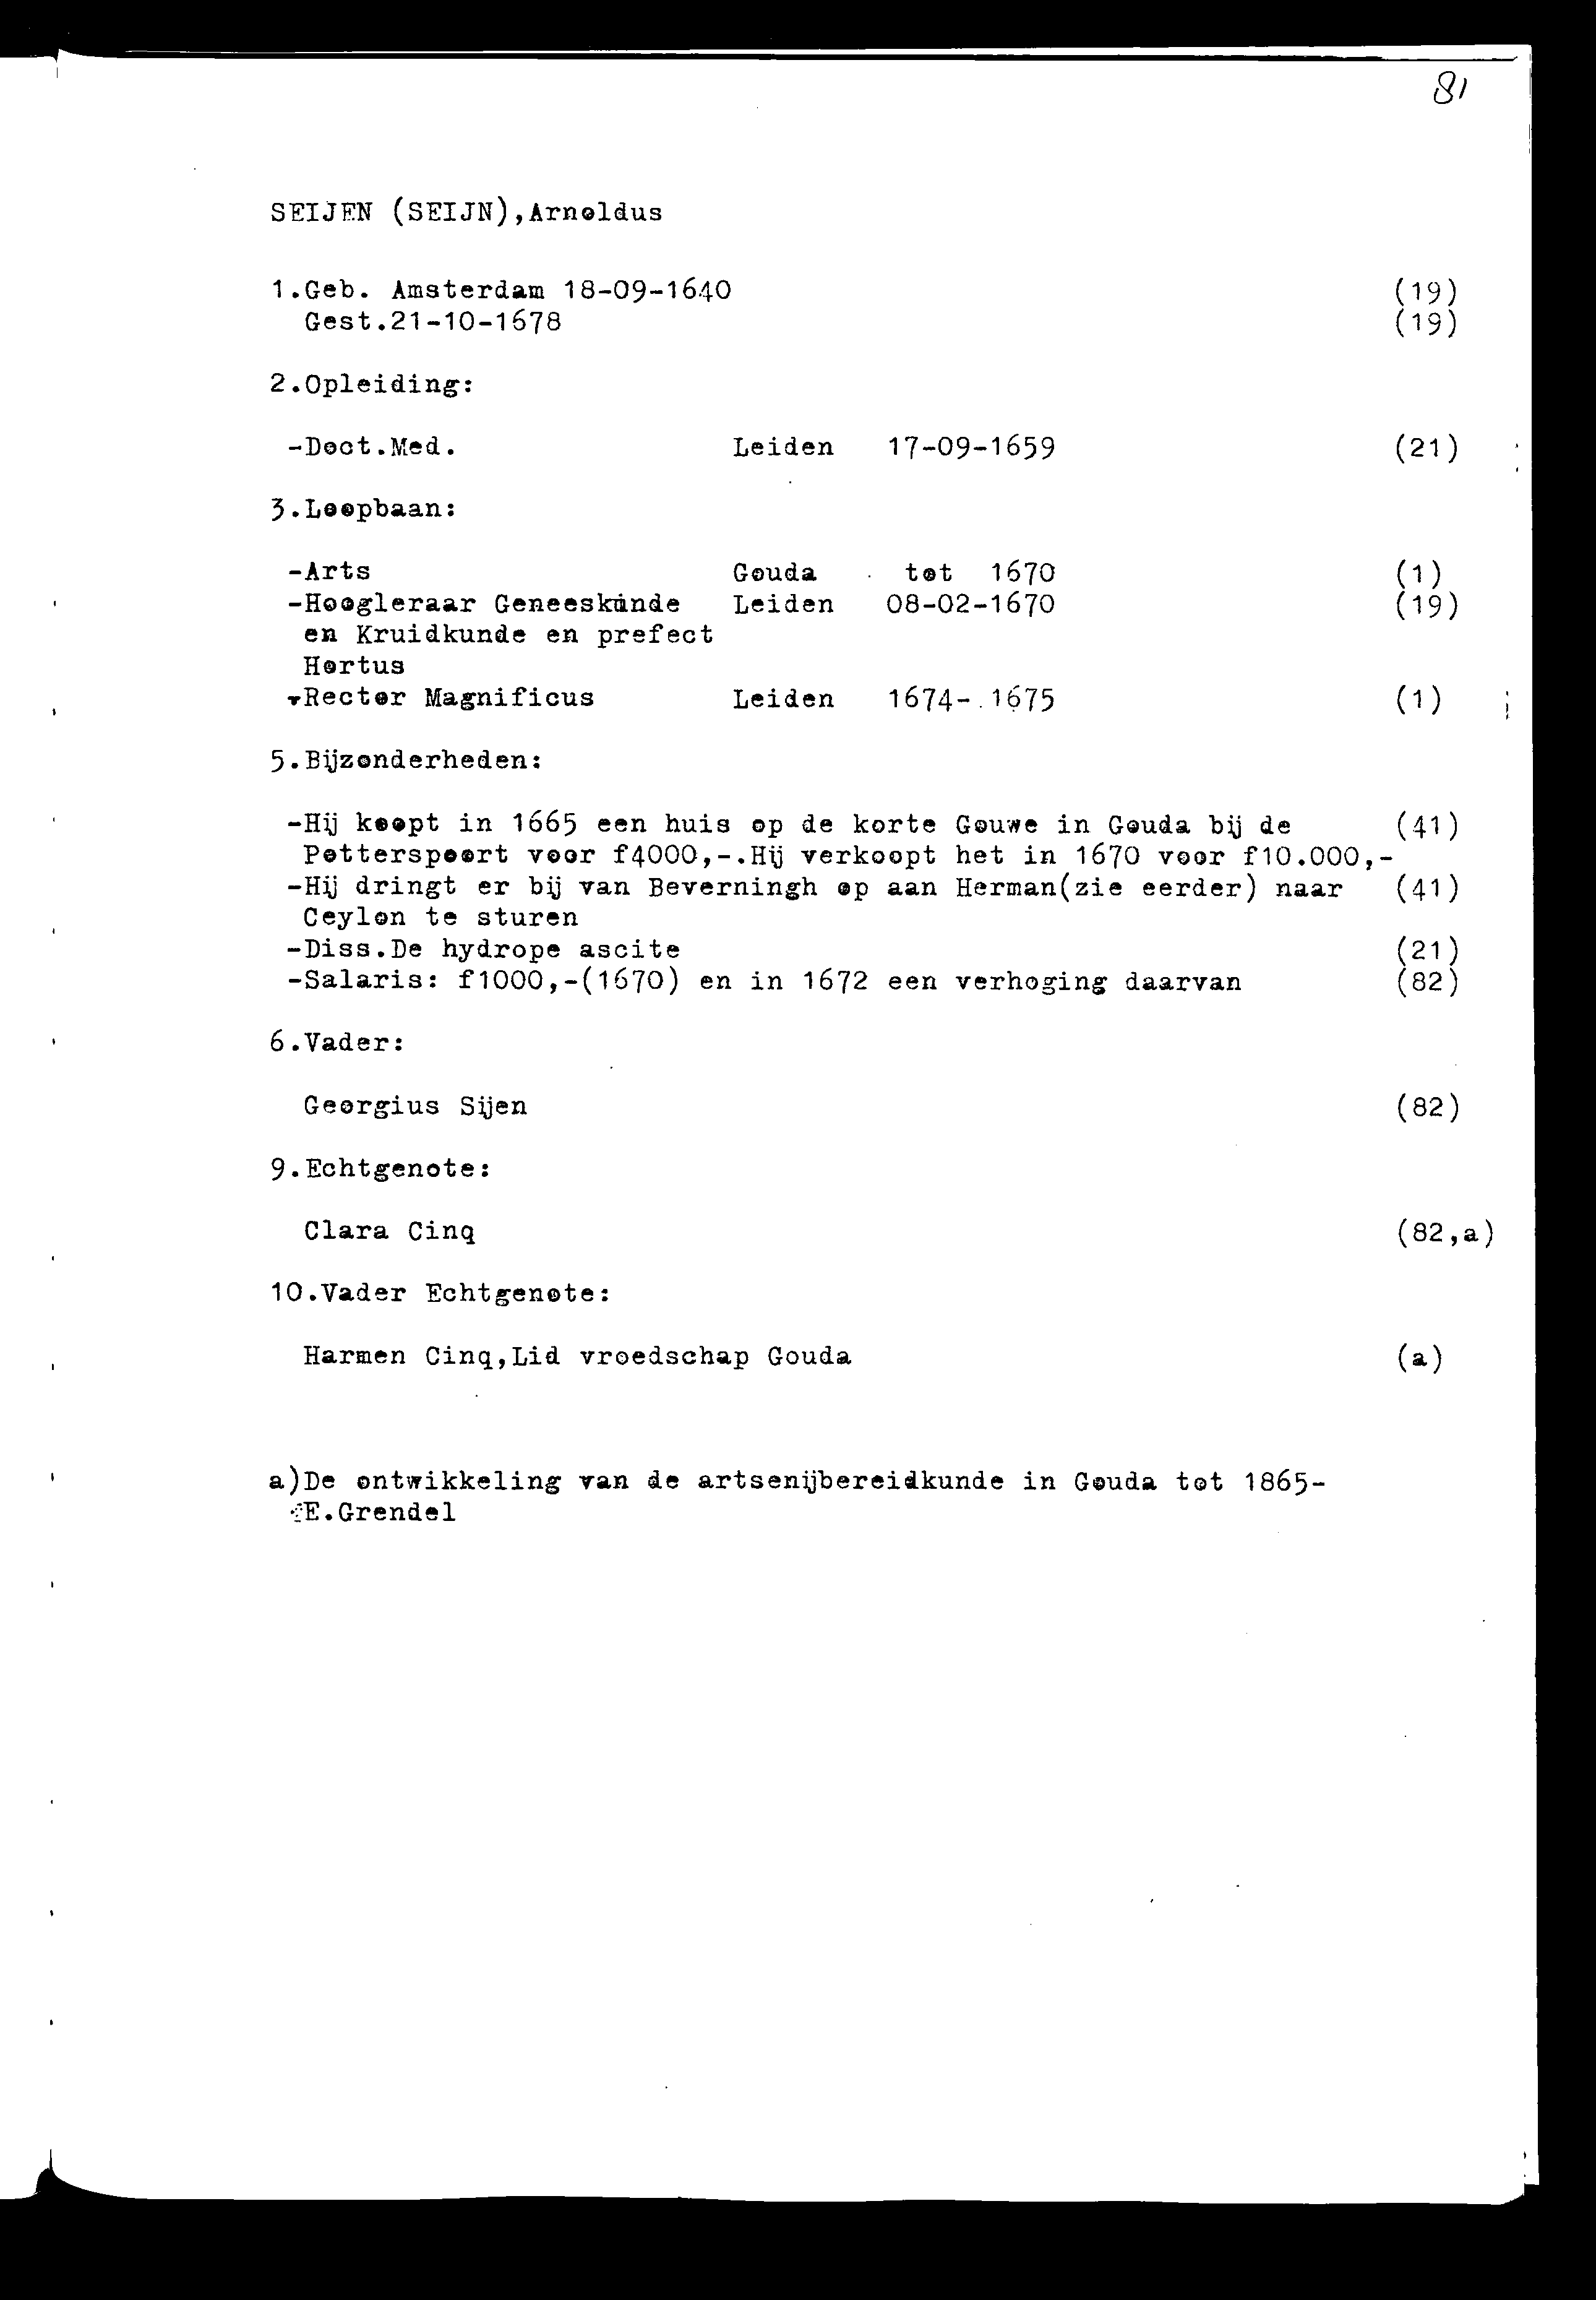 81
SEIJEN (SEIJN),Arnoldus
1.Geb. Amsterdam 18-09-1640 (19)
Gest.21-10-1678 (19)
2.Opleiding:
-Doct.Med. Leiden 17-09-1659 (21)
3.Loopbaan:
-Arts Gouda tot 1670 (1)
-Hoogleraar Geneeskunde Leiden 08-02-1670 (19)
en Kruidkunde en prefect
Hortus
-Rector Magnificus Leiden 1674-1675 (1)
5.Bijzonderheden:
-Hij koopt in 1665 een huis op de korte Gouwe in Gouda bij de (41)
Potterspoort voor f4000,-.Hij verkoopt het in 1670 voor f10.000,-
-Hij dringt er bij van Beverningh op aan Herman(zie eerder) naar (41)
Ceylon te sturen
-Diss.De hydrope ascite (21)
-Salaris: f1000,-(1670) en in 1672 een verhoging daarvan (82)
6.Vader:
Georgius Sijen (82)
9.Echtgenote:
Clara Cinq (82,a)
10.Vader Echtgenote:
Harmen Cinq,Lid vroedschap Gouda (a)
a)De ontwikkeling van de artsenijbereidkunde in Gouda tot 1865-
E.Grendel